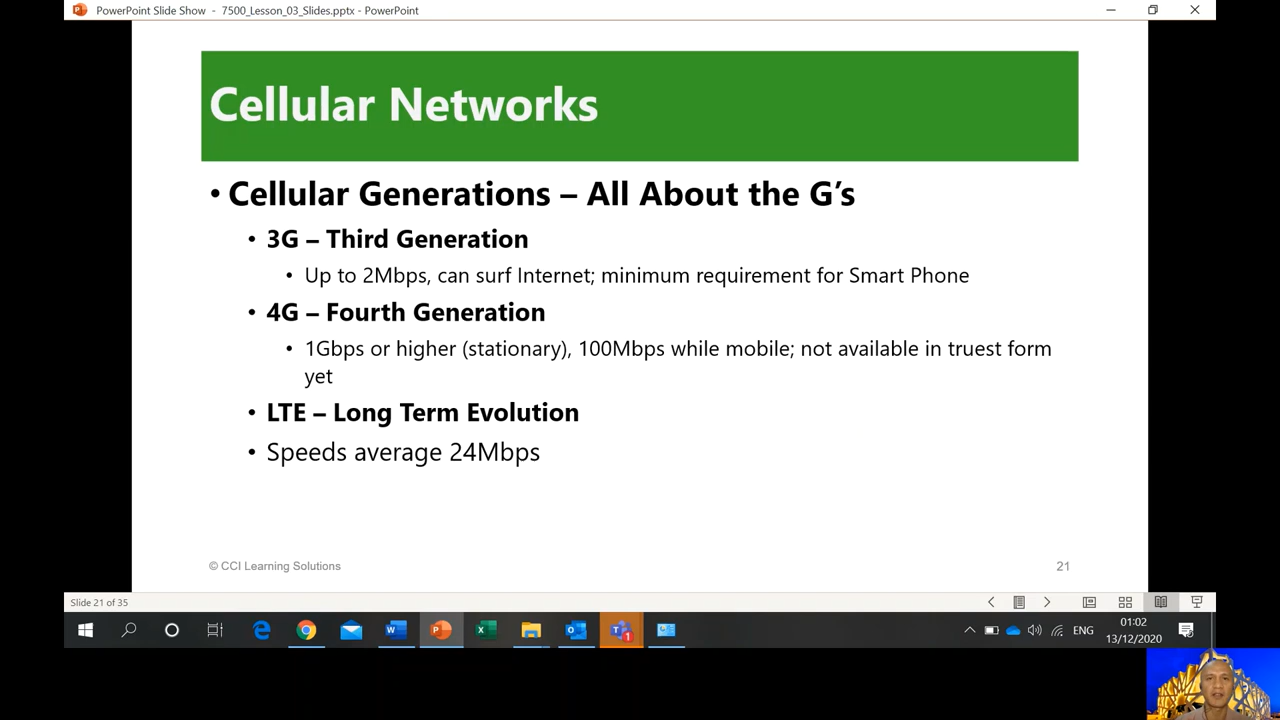 PowerPoint Slide Show - 7500_Lesson_03_Slides.pptx - PowerPoint
Cellular Networks
• Cellular Generations – All About the G’s
• 3G – Third Generation
• Up to 2Mbps, can surf Internet; minimum requirement for Smart Phone
• 4G – Fourth Generation
• 1Gbps or higher (stationary), 100Mbps while mobile; not available in truest form
yet
• LTE – Long Term Evolution
• Speeds average 24Mbps
© CCI Learning Solutions
21
Slide 21 of 35
ENG
01:02
13/12/2020